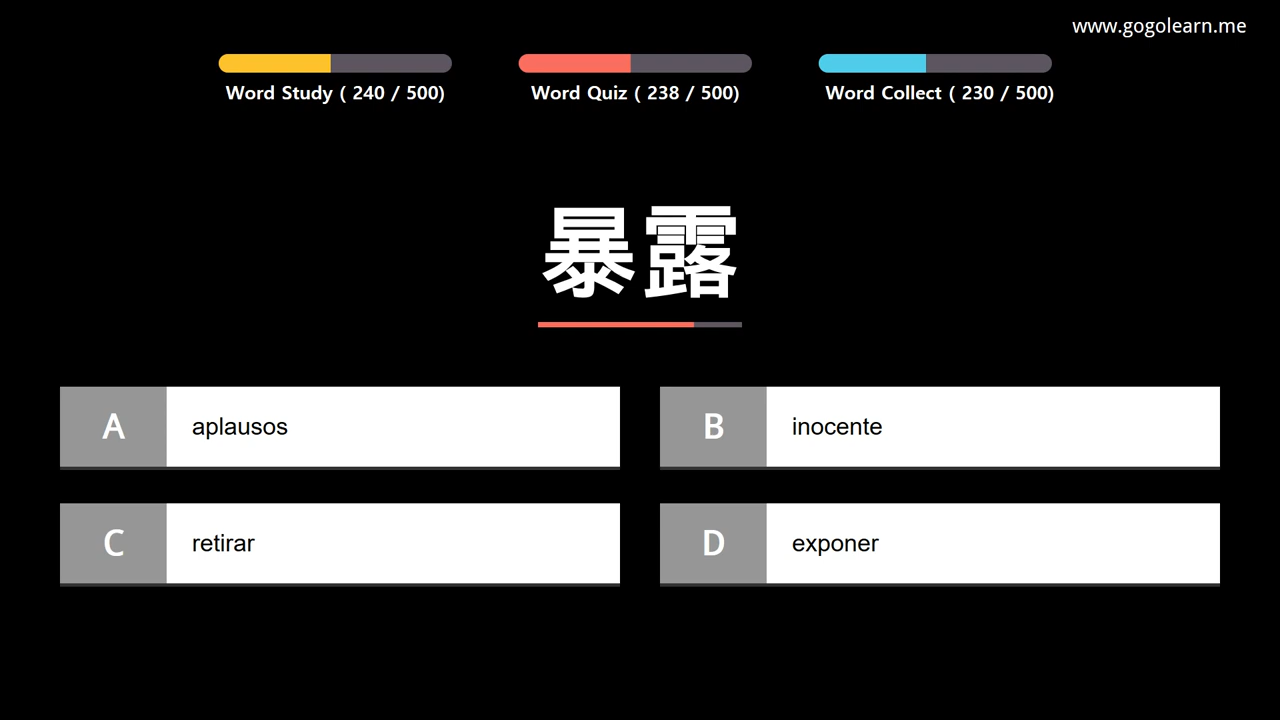 www.gogolearn.me
Word Study ( 240 / 500)
Word Quiz ( 238 / 500)
Word Collect ( 230 / 500)
暴露
A aplausos
B inocente
C retirar
D exponer